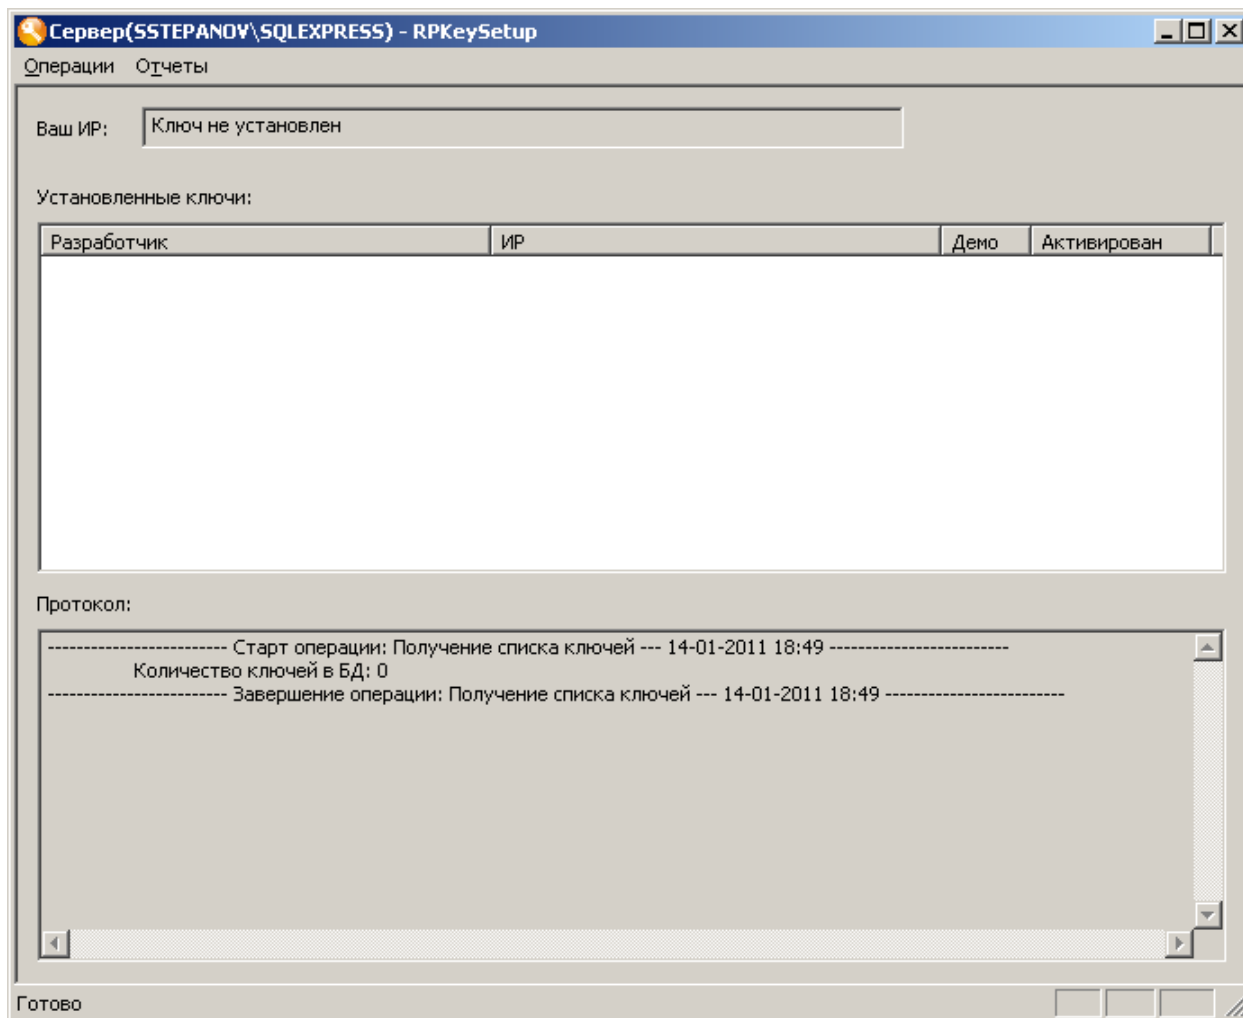 Сервер(SSTEPANOV\SQLEXPRESS) - RPKeySetup
Операции Отчеты
Ваш ИР: Ключ не установлен
Установленные ключи:
Разработчик ИР Демо Активирован
Протокол:
------------------------- Старт операции: Получение списка ключей --- 14-01-2011 18:49 -------------------------
Количество ключей в БД: 0
------------------------- Завершение операции: Получение списка ключей --- 14-01-2011 18:49 -------------------------
Готово